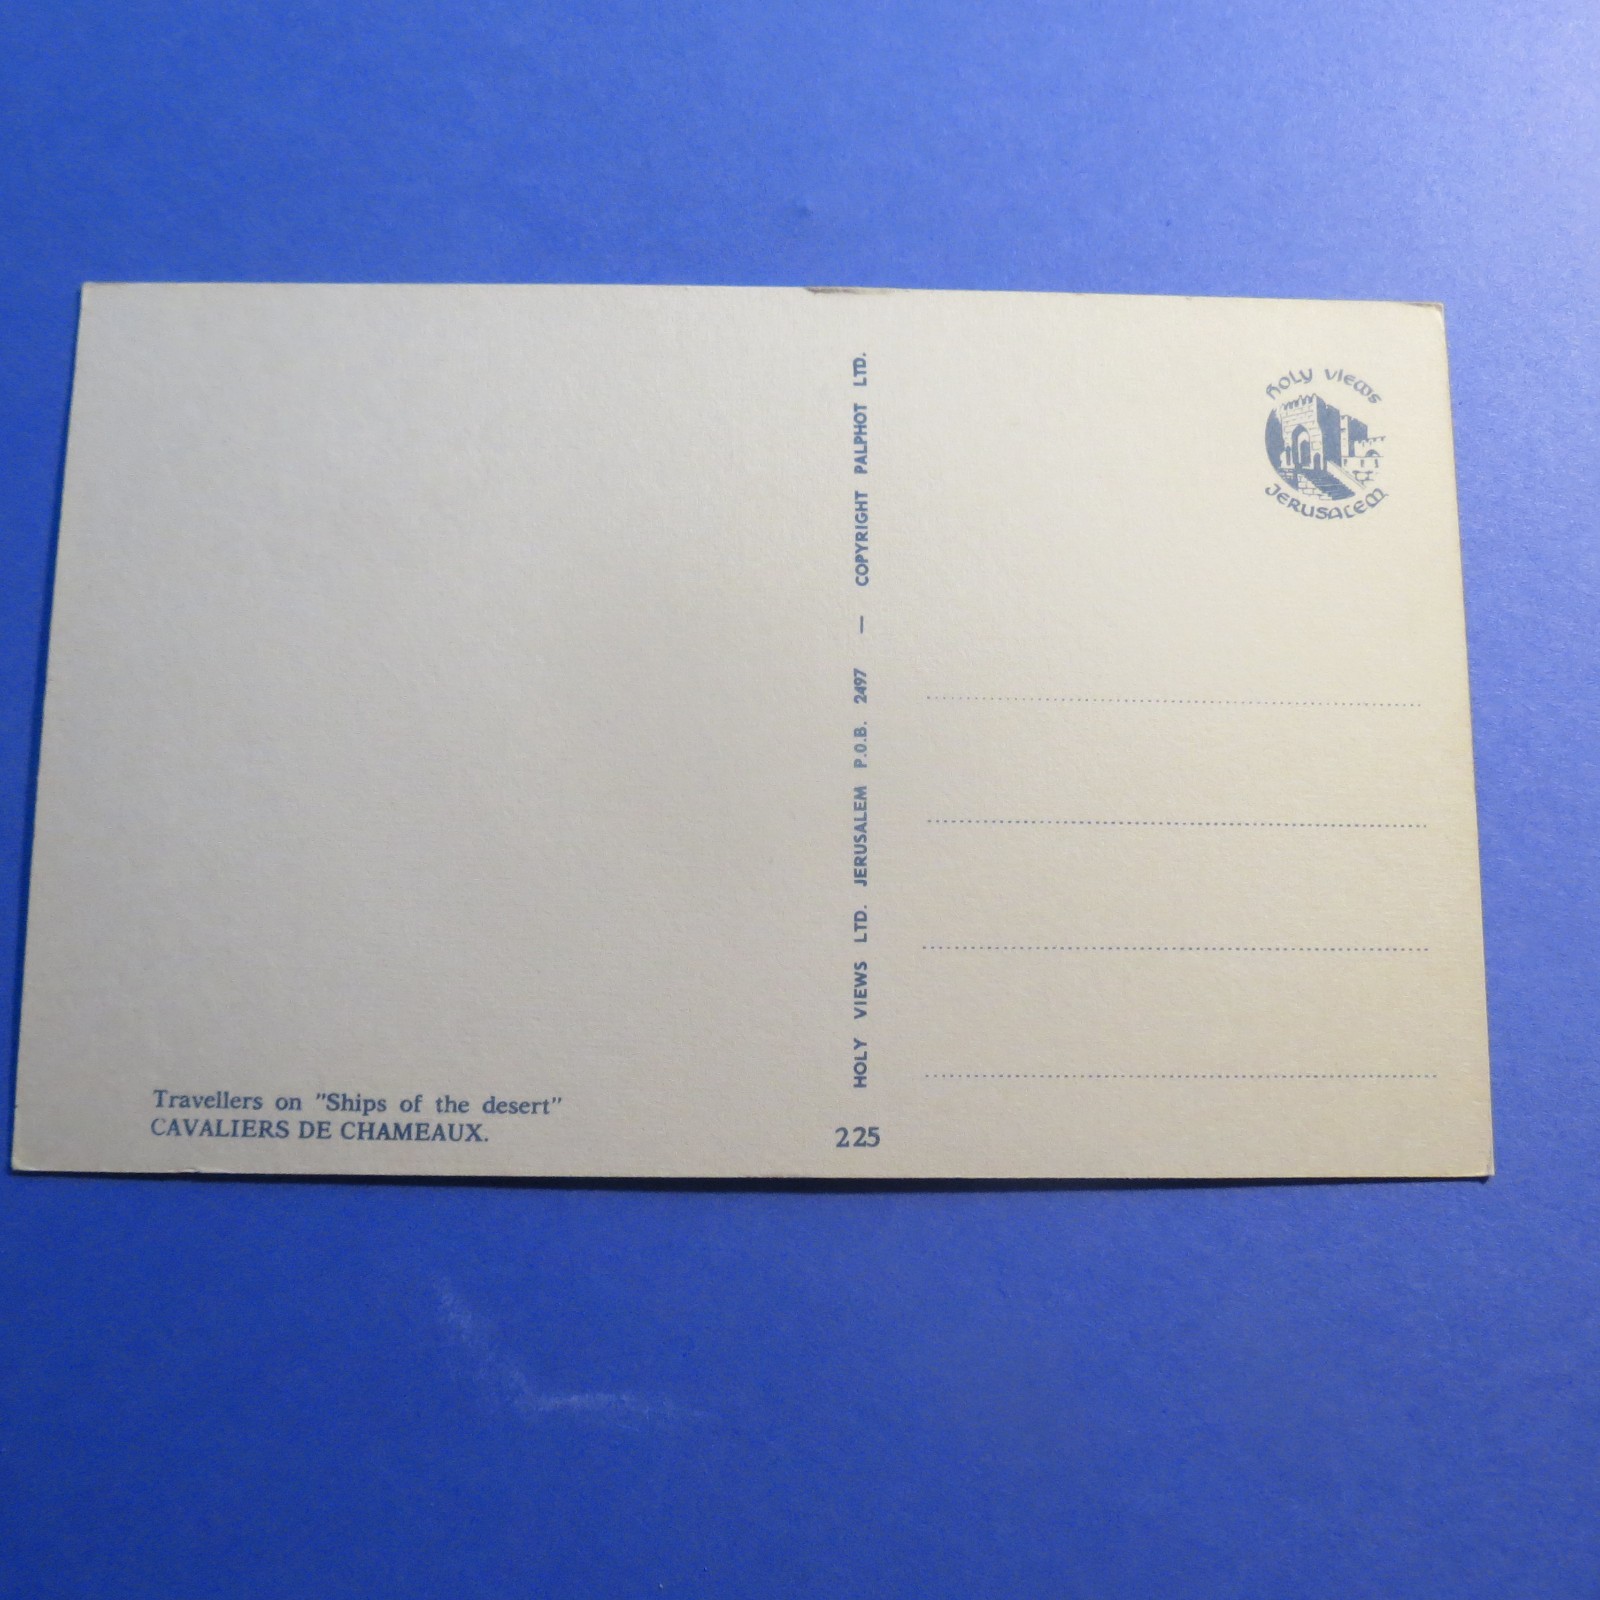 HOLY VIEWS
JERUSALEM
HOLY VIEWS LTD. JERUSALEM P.O.B. 2497 — COPYRIGHT PALPHOT LTD.
Travellers on "Ships of the desert"
CAVALIERS DE CHAMEAUX.
225